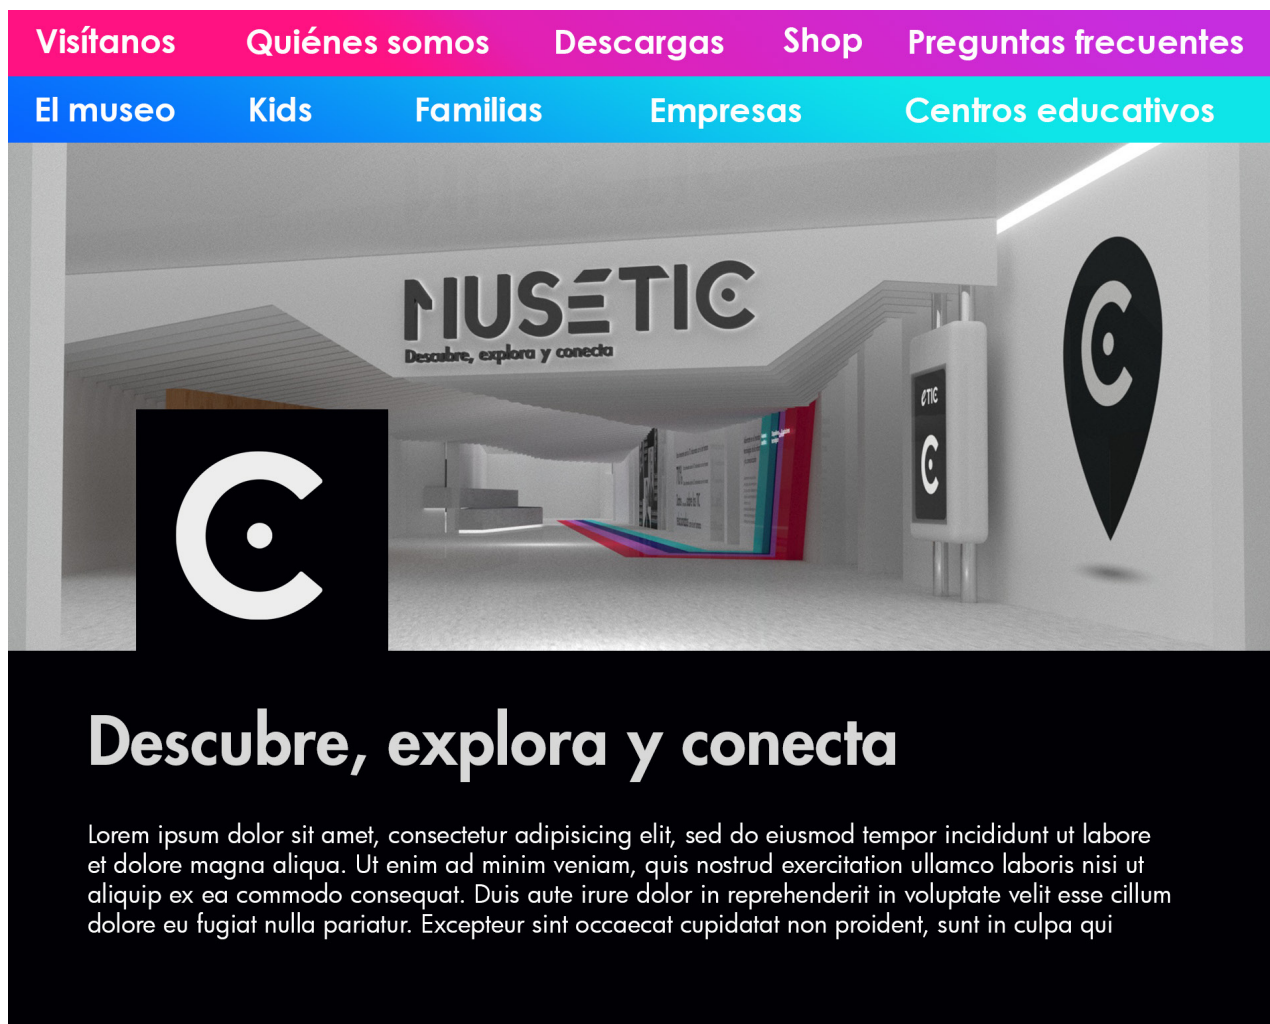 Visítanos Quiénes somos Descargas Shop Preguntas frecuentes
El museo Kids Familias Empresas Centros educativos
MUSETIC
Descubre, explora y conecta
eTIC
Descubre, explora y conecta
Lorem ipsum dolor sit amet, consectetur adipisicing elit, sed do eiusmod tempor incididunt ut labore
et dolore magna aliqua. Ut enim ad minim veniam, quis nostrud exercitation ullamco laboris nisi ut
aliquip ex ea commodo consequat. Duis aute irure dolor in reprehenderit in voluptate velit esse cillum
dolore eu fugiat nulla pariatur. Excepteur sint occaecat cupidatat non proident, sunt in culpa qui